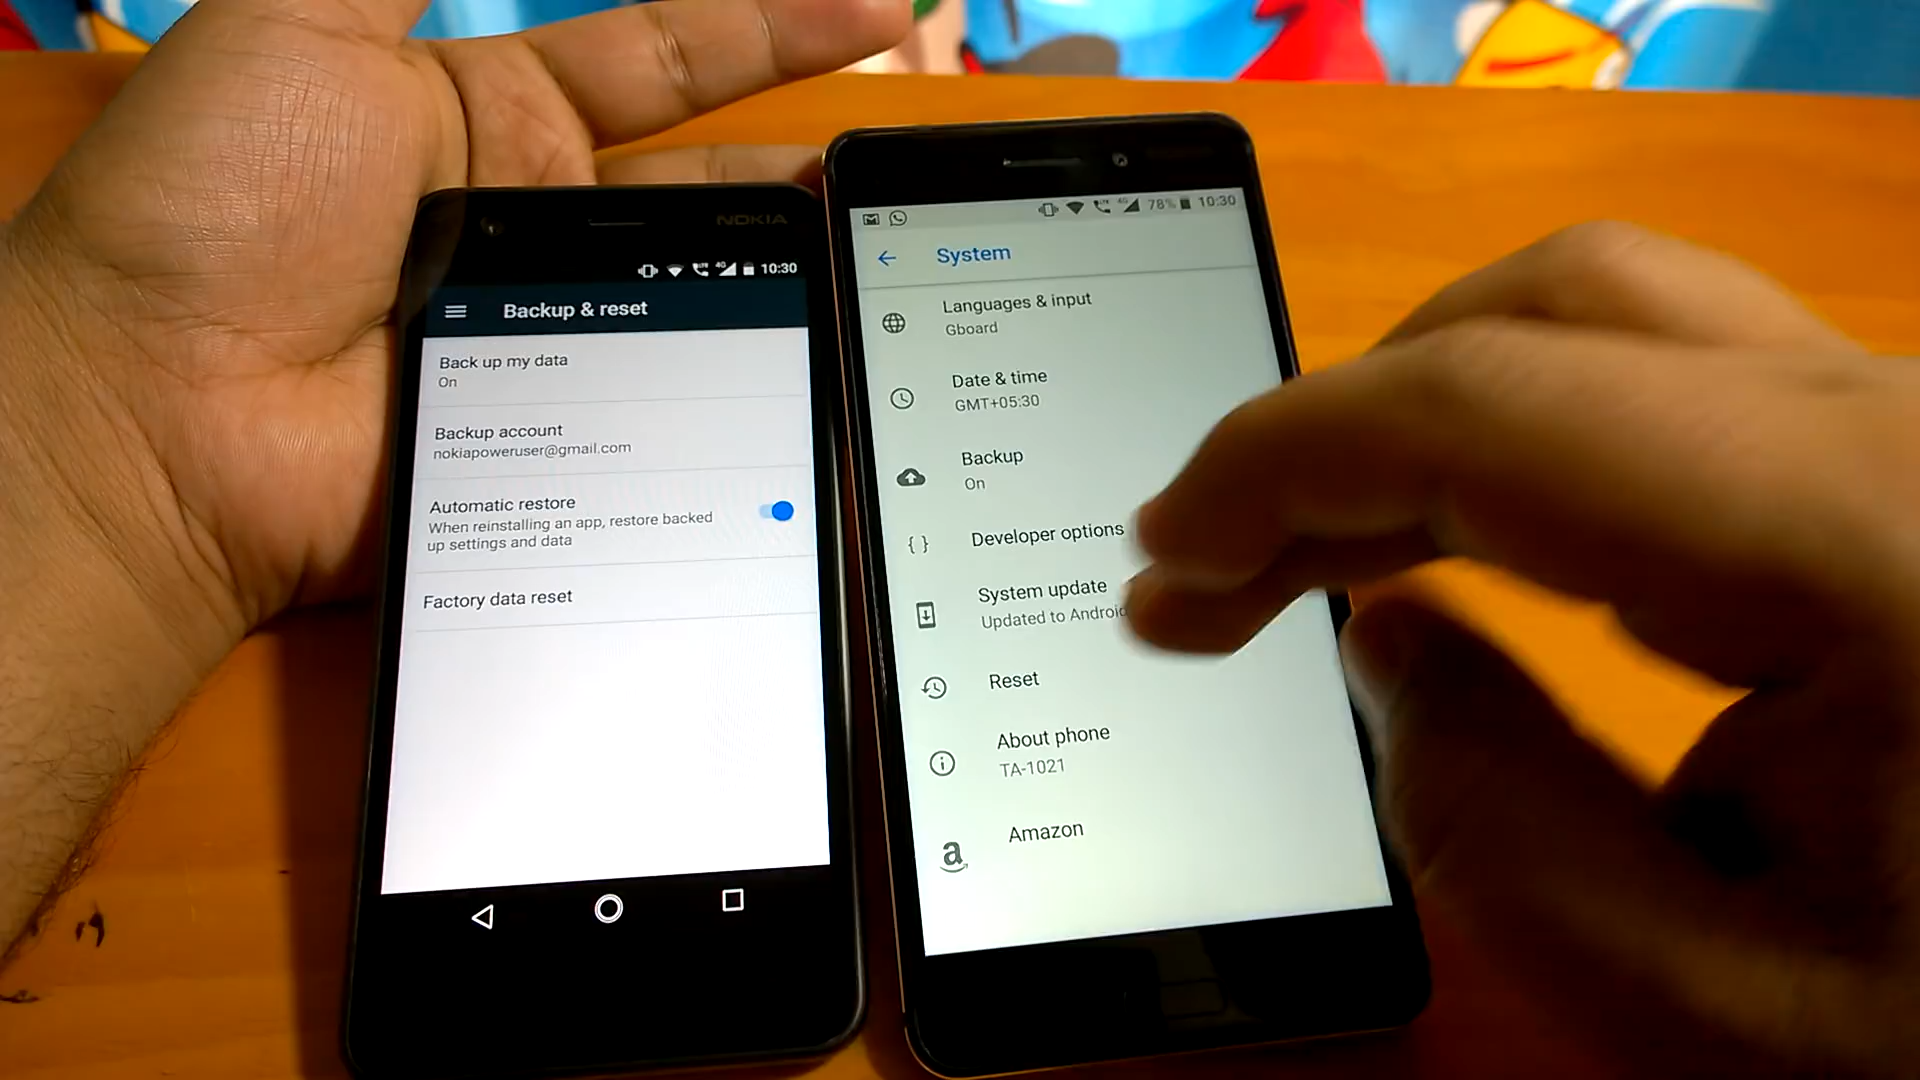 NOKIA
4G 10:30
Backup & reset
Back up my data
On
Backup account
nokiapoweruser@gmail.com
Automatic restore
When reinstalling an app, restore backed
up settings and data
Factory data reset
4G 78% 10:30
System
Languages & input
Gboard
Date & time
GMT+05:30
Backup
On
{ } Developer options
System update
Updated to Android
Reset
About phone
TA-1021
a Amazon